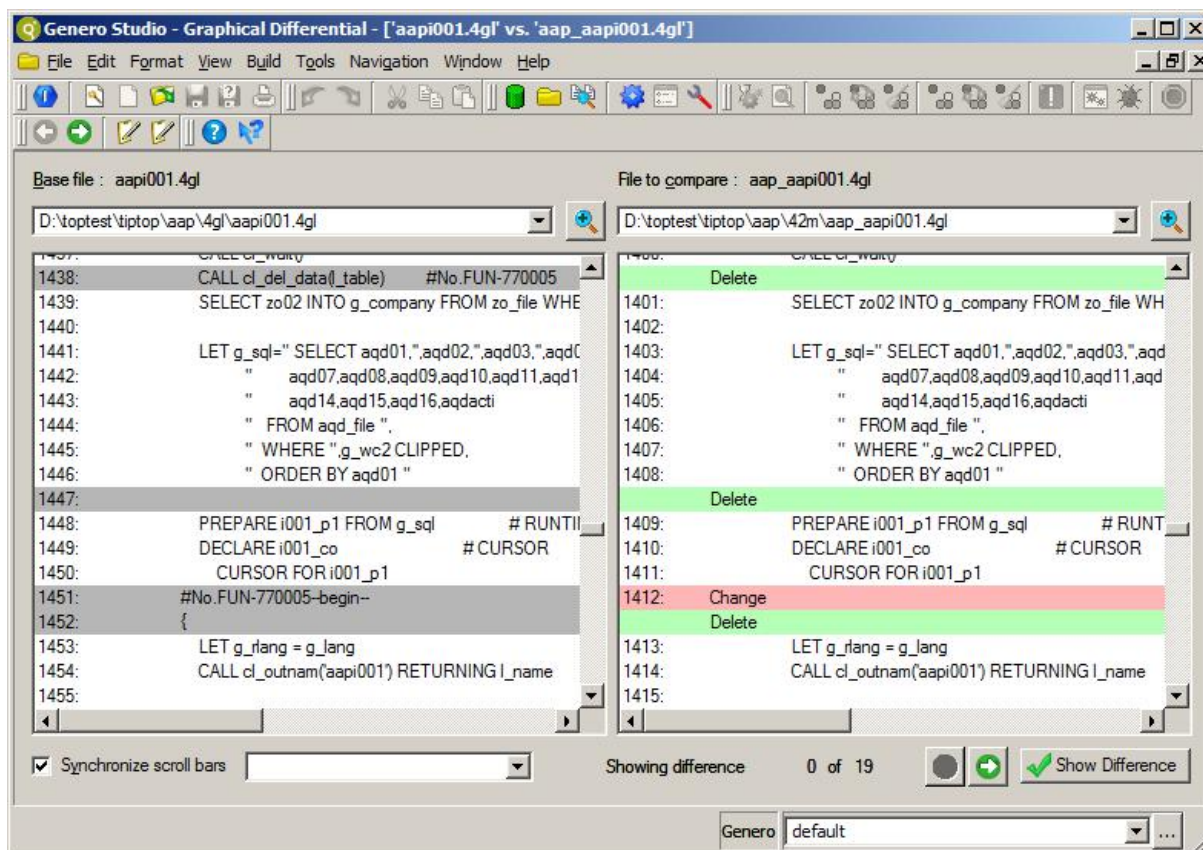 Genero Studio - Graphical Differential - ['aapi001.4gl' vs. 'aap_aapi001.4gl']
File Edit Format View Build Tools Navigation Window Help
Base file : aapi001.4gl
File to compare : aap_aapi001.4gl
D:\toptest\tiptop\aap\4gl\aapi001.4gl
D:\toptest\tiptop\aap\42m\aap_aapi001.4gl
1438: CALL cl_del_data(l_table) #No.FUN-770005
1439: SELECT zo02 INTO g_company FROM zo_file WHE
1440:
1441: LET g_sql=" SELECT aqd01,",aqd02,",aqd03,",aqd0
1442: " aqd07,aqd08,aqd09,aqd10,aqd11,aqd1
1443: " aqd14,aqd15,aqd16,aqdacti
1444: " FROM aqd_file ",
1445: " WHERE ",g_wc2 CLIPPED,
1446: " ORDER BY aqd01 "
1447:
1448: PREPARE i001_p1 FROM g_sql # RUNTI
1449: DECLARE i001_co # CURSOR
1450: CURSOR FOR i001_p1
1451: #No.FUN-770005--begin--
1452: {
1453: LET g_rlang = g_lang
1454: CALL cl_outnam('aapi001') RETURNING l_name
1455:
Delete
1401: SELECT zo02 INTO g_company FROM zo_file WH
1402:
1403: LET g_sql=" SELECT aqd01,",aqd02,",aqd03,",aqd
1404: " aqd07,aqd08,aqd09,aqd10,aqd11,aqd
1405: " aqd14,aqd15,aqd16,aqdacti
1406: " FROM aqd_file ",
1407: " WHERE ",g_wc2 CLIPPED,
1408: " ORDER BY aqd01 "
Delete
1409: PREPARE i001_p1 FROM g_sql # RUNT
1410: DECLARE i001_co # CURSOR
1411: CURSOR FOR i001_p1
1412: Change
Delete
1413: LET g_rlang = g_lang
1414: CALL cl_outnam('aapi001') RETURNING l_name
1415:
Synchronize scroll bars
Showing difference 0 of 19
Show Difference
Genero default ...